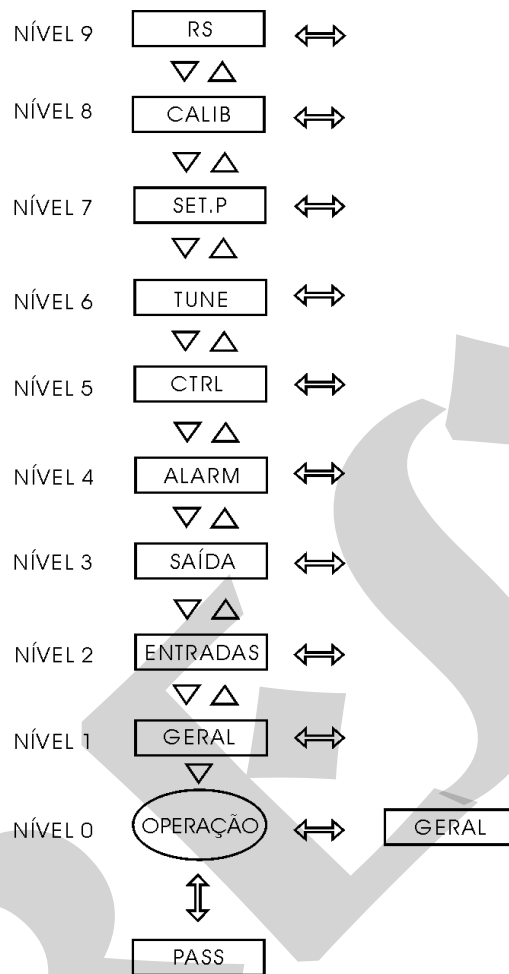 NÍVEL 9 RS
NÍVEL 8 CALIB
NÍVEL 7 SET.P
NÍVEL 6 TUNE
NÍVEL 5 CTRL
NÍVEL 4 ALARM
NÍVEL 3 SAÍDA
NÍVEL 2 ENTRADAS
NÍVEL 1 GERAL
NÍVEL 0 OPERAÇÃO GERAL
PASS